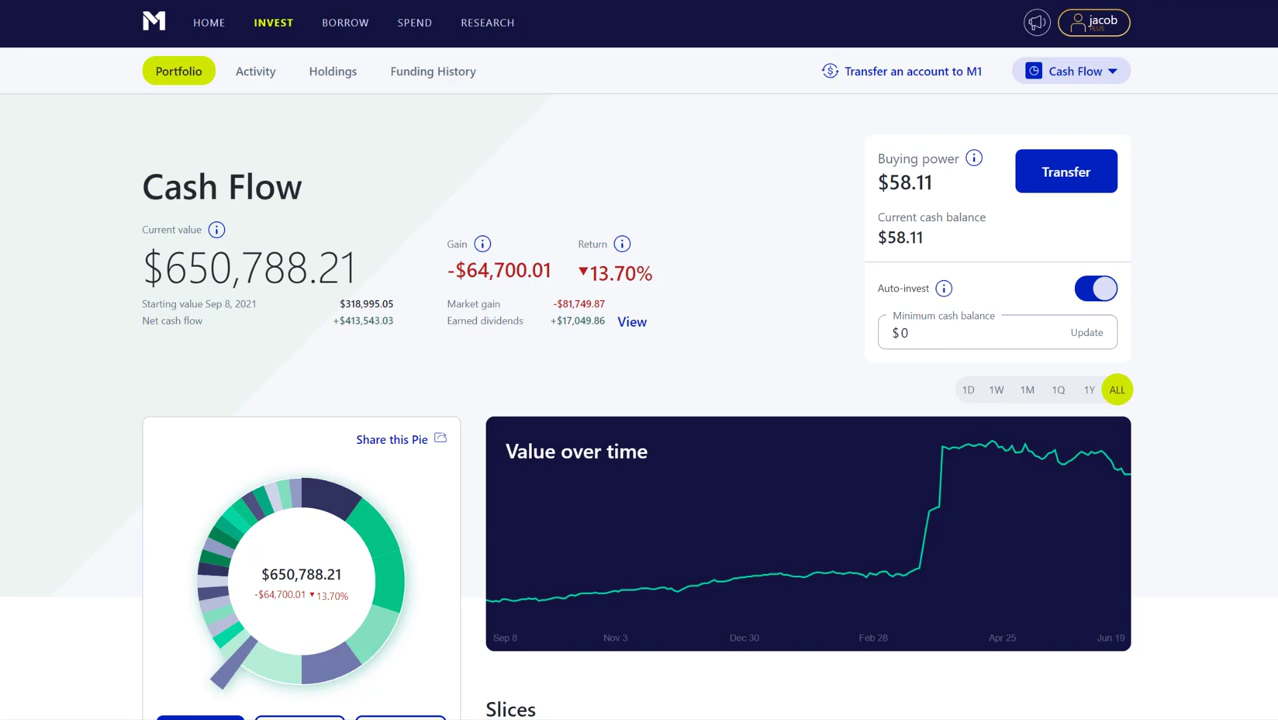 M HOME INVEST BORROW SPEND RESEARCH jacob
PLUS
Portfolio Activity Holdings Funding History Transfer an account to M1 Cash Flow
Cash Flow
Current value
$650,788.21
Starting value Sep 8, 2021 $318,995.05
Net cash flow +$413,543.03
Gain Return
-$64,700.01 ▼13.70%
Market gain -$81,749.87
Earned dividends +$17,049.86 View
Buying power
$58.11
Transfer
Current cash balance
$58.11
Auto-invest
Minimum cash balance
$0 Update
1D 1W 1M 1Q 1Y ALL
Share this Pie
$650,788.21
-$64,700.01 ▼13.70%
Value over time
Sep 8 Nov 3 Dec 30 Feb 28 Apr 25 Jun 19
Slices